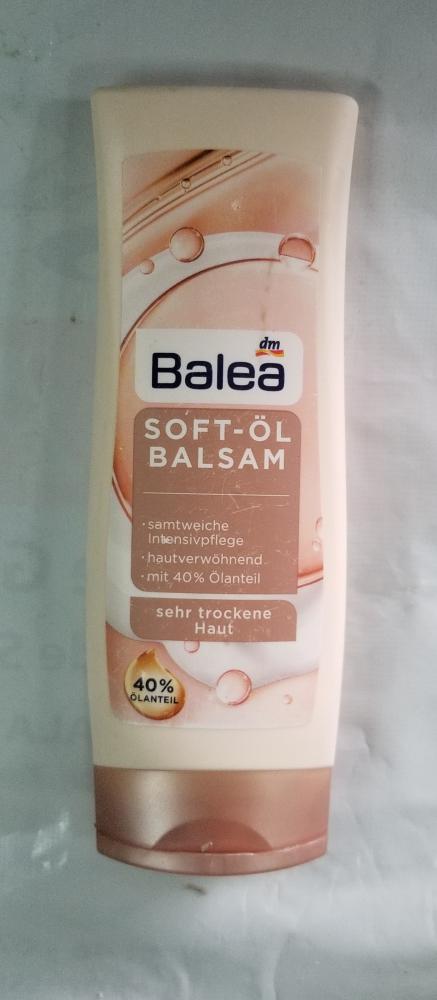 dm
Balea
SOFT-ÖL
BALSAM
· samtweiche
Intensivpflege
· hautverwöhnend
· mit 40% Ölanteil
sehr trockene
Haut
40%
ÖLANTEIL